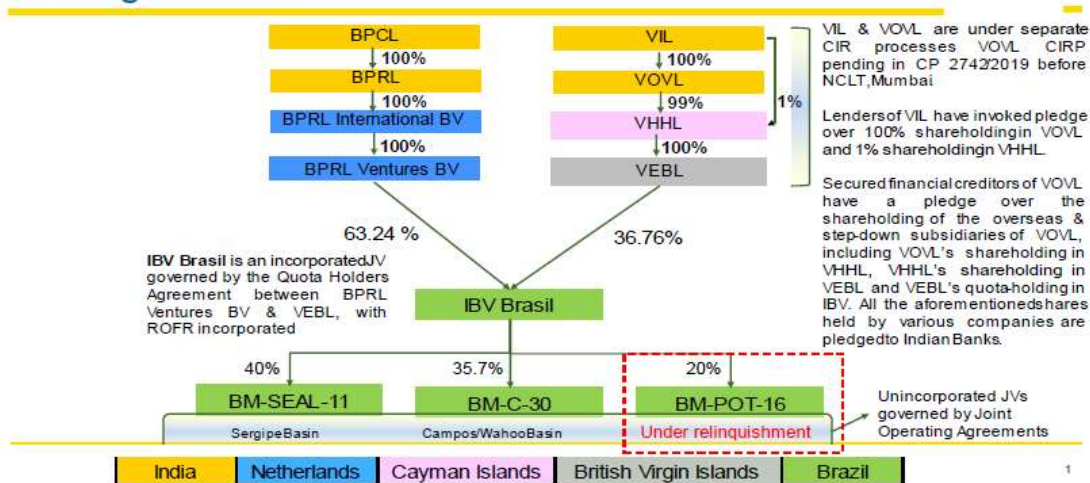 BPCL
100%
BPRL
100%
BPRL International BV
100%
BPRL Ventures BV
63.24 %
VIL
100%
VOVL
99%
1%
VHHL
100%
VEBL
36.76%
VIL & VOVL are under separate
CIR processes VOVL CIRP
pending in CP 2742/2019 before
NCLT,Mumbai.
Lendersof VIL have invoked pledge
over 100% shareholdingin VOVL
and 1% shareholdingin VHHL.
Securedfinancial creditors of VOVL
have a pledge over the
shareholding of the overseas &
step-down subsidiaries of VOVL,
including VOVL's shareholding in
VHHL, VHHL's shareholding in
VEBL and VEBL's quota-holding in
IBV. All the aforementionedshares
held by various companies are
pledgedto Indian Banks.
IBV Brasil is an incorporatedJV
governed by the Quota Holders
Agreement between BPRL
Ventures BV & VEBL, with
ROFR incorporated
IBV Brasil
40%
35.7%
20%
BM-SEAL-11
BM-C-30
BM-POT-16
SergipeBasin
Campos/WahooBasin
Under relinquishment
Unincorporated JVs
governed by Joint
Operating Agreements
India
Netherlands
Cayman Islands
British Virgin Islands
Brazil
1